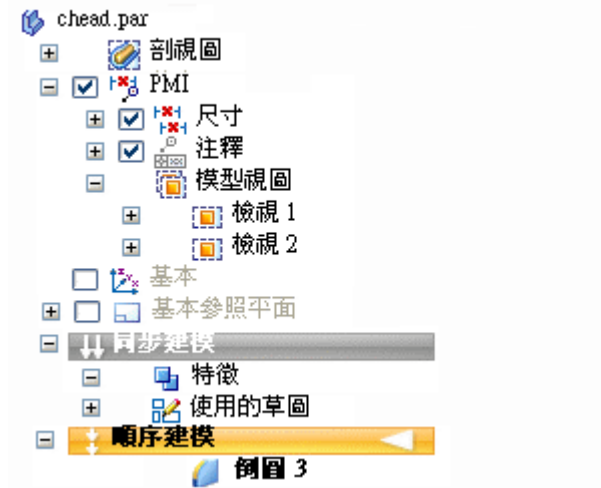 chead.par
剖視圖
PMI
尺寸
注釋
模型視圖
檢視 1
檢視 2
基本
基本參照平面
同步建模
特徵
使用的草圖
順序建模
倒圓 3